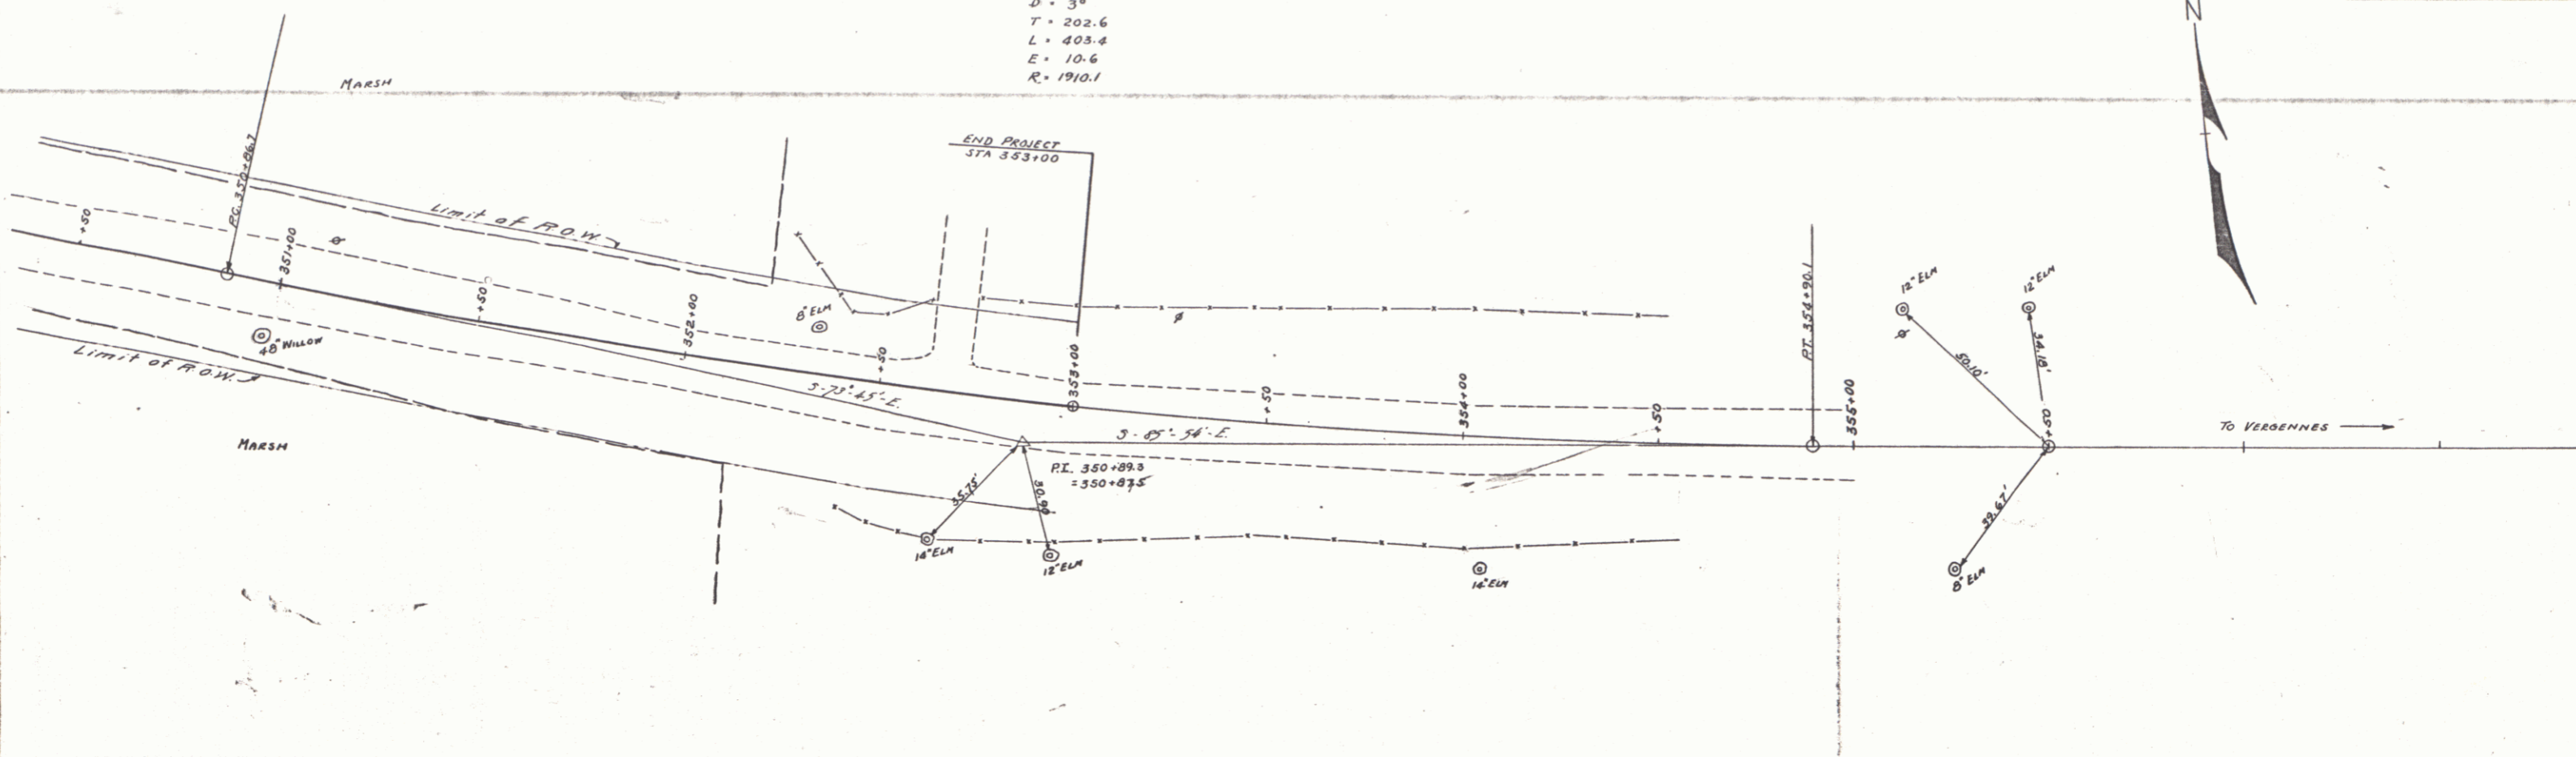 D = 3°
T = 202.6
L = 403.4
E = 10.6
R = 1910.1
N
MARSH
END PROJECT
STA 353+00
P.C. 350+86.7
Limit of R.O.W.
+50
351+00
+50
352+00
+50
353+00
+50
354+00
+50
P.T. 354+90.1
355+00
+50
8" ELM
12" ELM
12" ELM
50.10'
34.18'
48" WILLOW
Limit of R.O.W.
S-73°-45'-E.
S-85°-54'-E.
TO VERGENNES
MARSH
P.I. 350+89.3
= 350+87.5
35.75'
30.66
39.67'
14" ELM
12" ELM
14" ELM
8" ELM